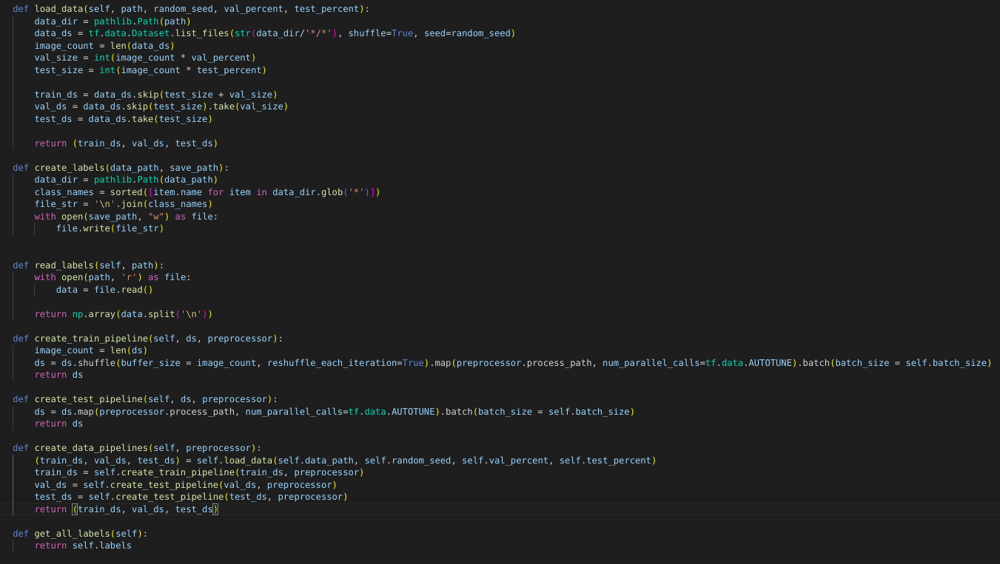 def load_data(self, path, random_seed, val_percent, test_percent):
    data_dir = pathlib.Path(path)
    data_ds = tf.data.Dataset.list_files(str(data_dir/'*/*'), shuffle=True, seed=random_seed)
    image_count = len(data_ds)
    val_size = int(image_count * val_percent)
    test_size = int(image_count * test_percent)

    train_ds = data_ds.skip(test_size + val_size)
    val_ds = data_ds.skip(test_size).take(val_size)
    test_ds = data_ds.take(test_size)

    return (train_ds, val_ds, test_ds)

def create_labels(data_path, save_path):
    data_dir = pathlib.Path(data_path)
    class_names = sorted([item.name for item in data_dir.glob('*')])
    file_str = '\n'.join(class_names)
    with open(save_path, "w") as file:
        file.write(file_str)


def read_labels(self, path):
    with open(path, 'r') as file:
        data = file.read()

    return np.array(data.split('\n'))

def create_train_pipeline(self, ds, preprocessor):
    image_count = len(ds)
    ds = ds.shuffle(buffer_size = image_count, reshuffle_each_iteration=True).map(preprocessor.process_path, num_parallel_calls=tf.data.AUTOTUNE).batch(batch_size = self.batch_size)
    return ds

def create_test_pipeline(self, ds, preprocessor):
    ds = ds.map(preprocessor.process_path, num_parallel_calls=tf.data.AUTOTUNE).batch(batch_size = self.batch_size)
    return ds

def create_data_pipelines(self, preprocessor):
    (train_ds, val_ds, test_ds) = self.load_data(self.data_path, self.random_seed, self.val_percent, self.test_percent)
    train_ds = self.create_train_pipeline(train_ds, preprocessor)
    val_ds = self.create_test_pipeline(val_ds, preprocessor)
    test_ds = self.create_test_pipeline(test_ds, preprocessor)
    return (train_ds, val_ds, test_ds)

def get_all_labels(self):
    return self.labels